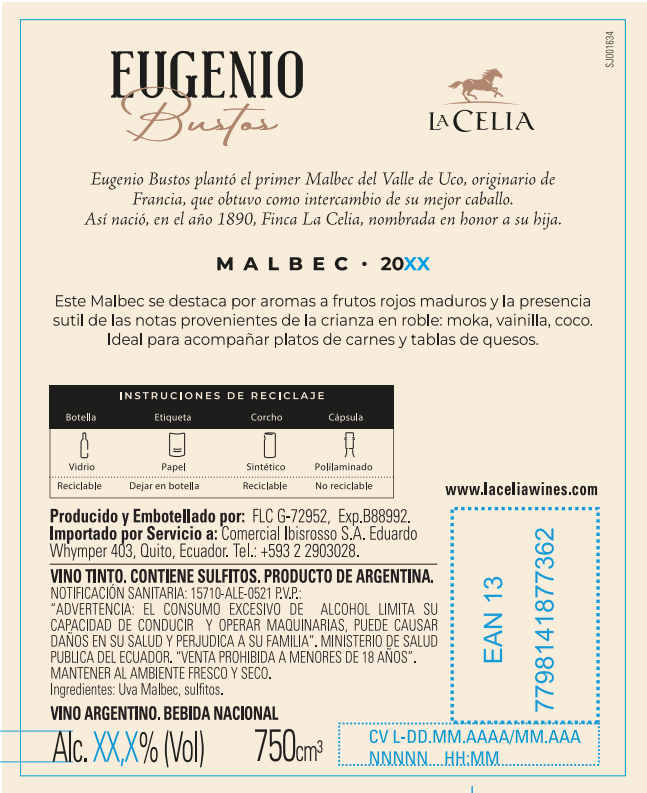 SJ001634
EUGENIO
Bustos
LA CELIA
Eugenio Bustos plantó el primer Malbec del Valle de Uco, originario de
Francia, que obtuvo como intercambio de su mejor caballo.
Así nació, en el año 1890, Finca La Celia, nombrada en honor a su hija.
MALBEC • 20XX
Este Malbec se destaca por aromas a frutos rojos maduros y la presencia
sutil de las notas provenientes de la crianza en roble: moka, vainilla, coco.
Ideal para acompañar platos de carnes y tablas de quesos.
INSTRUCIONES DE RECICLAJE
Botella Etiqueta Corcho Cápsula
Vidrio Papel Sintético Polilaminado
Reciclable Dejar en botella Reciclable No reciclable
www.laceliawines.com
Producido y Embotellado por: FLC G-72952, Exp.B88992.
Importado por Servicio a: Comercial Ibisrosso S.A. Eduardo
Whymper 403, Quito, Ecuador. Tel.: +593 2 2903028.
VINO TINTO. CONTIENE SULFITOS. PRODUCTO DE ARGENTINA.
NOTIFICACIÓN SANITARIA: 15710-ALE-0521 P.V.P.:
"ADVERTENCIA: EL CONSUMO EXCESIVO DE ALCOHOL LIMITA SU
CAPACIDAD DE CONDUCIR Y OPERAR MAQUINARIAS, PUEDE CAUSAR
DAÑOS EN SU SALUD Y PERJUDICA A SU FAMILIA". MINISTERIO DE SALUD
PUBLICA DEL ECUADOR. "VENTA PROHIBIDA A MENORES DE 18 AÑOS".
MANTENER AL AMBIENTE FRESCO Y SECO.
Ingredientes: Uva Malbec, sulfitos.
VINO ARGENTINO. BEBIDA NACIONAL
Alc. XX,X% (Vol) 750cm³
EAN 13
7798141877362
CV L-DD.MM.AAAA/MM.AAA
NNNNN HH:MM